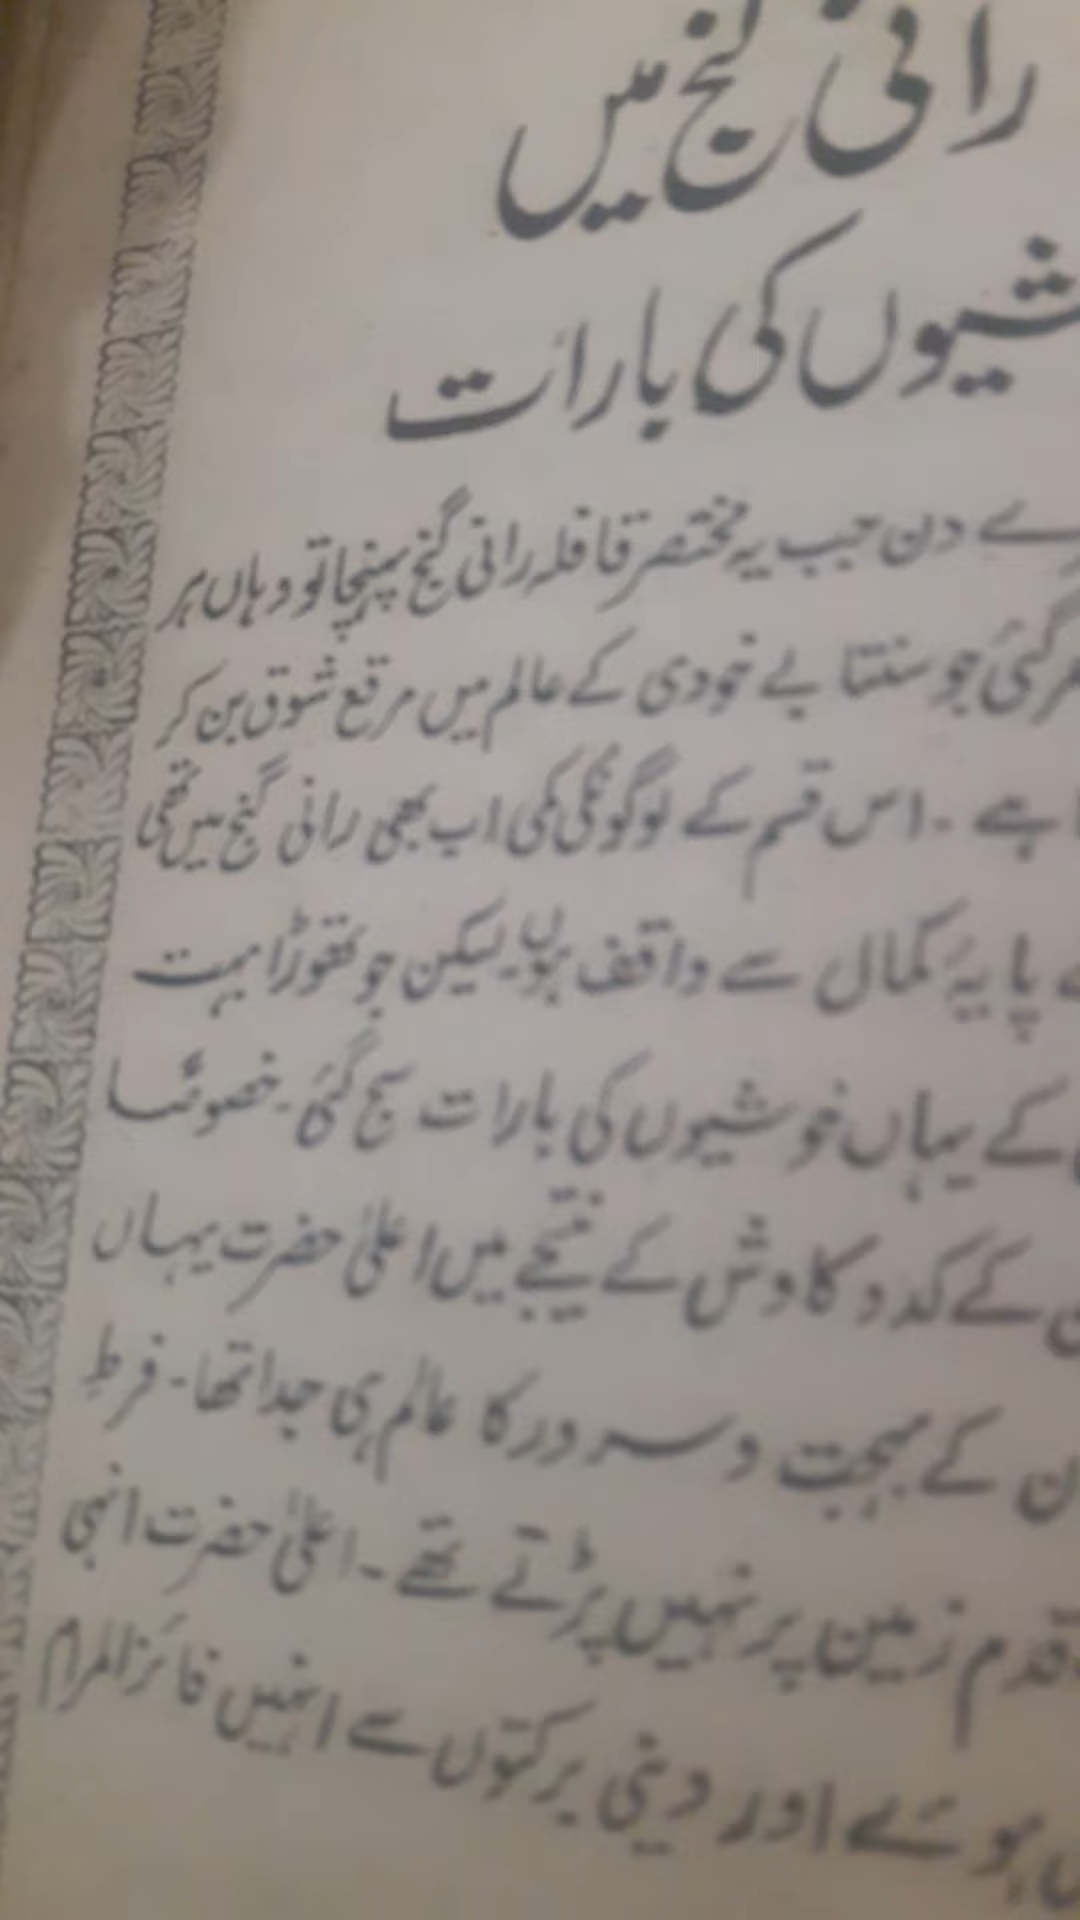 رانی گنج میں
شیوں کی بارات
دن جب یہ مختصر قافلہ رانی گنج پہنچا تو وہاں ہر
گئی جو سنتا بے خودی کے عالم میں مرقع شوق بن کر
ہے ۔ اس قسم کے لوگوں کی کمی اب بھی رانی گنج میں تھی
پایۂ کمال سے واقف ہوں لیکن جو تھوڑا بہت
کے یہاں خوشیوں کی بارات سج گئی ۔ خصوصًا
کے کدو کاوش کے نتیجے میں اعلیٰ حضرت یہاں
کے بہجت و سرور کا عالم ہی جدا تھا ۔ فرطِ
قدم زمین پر نہیں پڑتے تھے ۔ اعلیٰ حضرت انہی
ہوئے اور دینی برکتوں سے انہیں فائز المرام